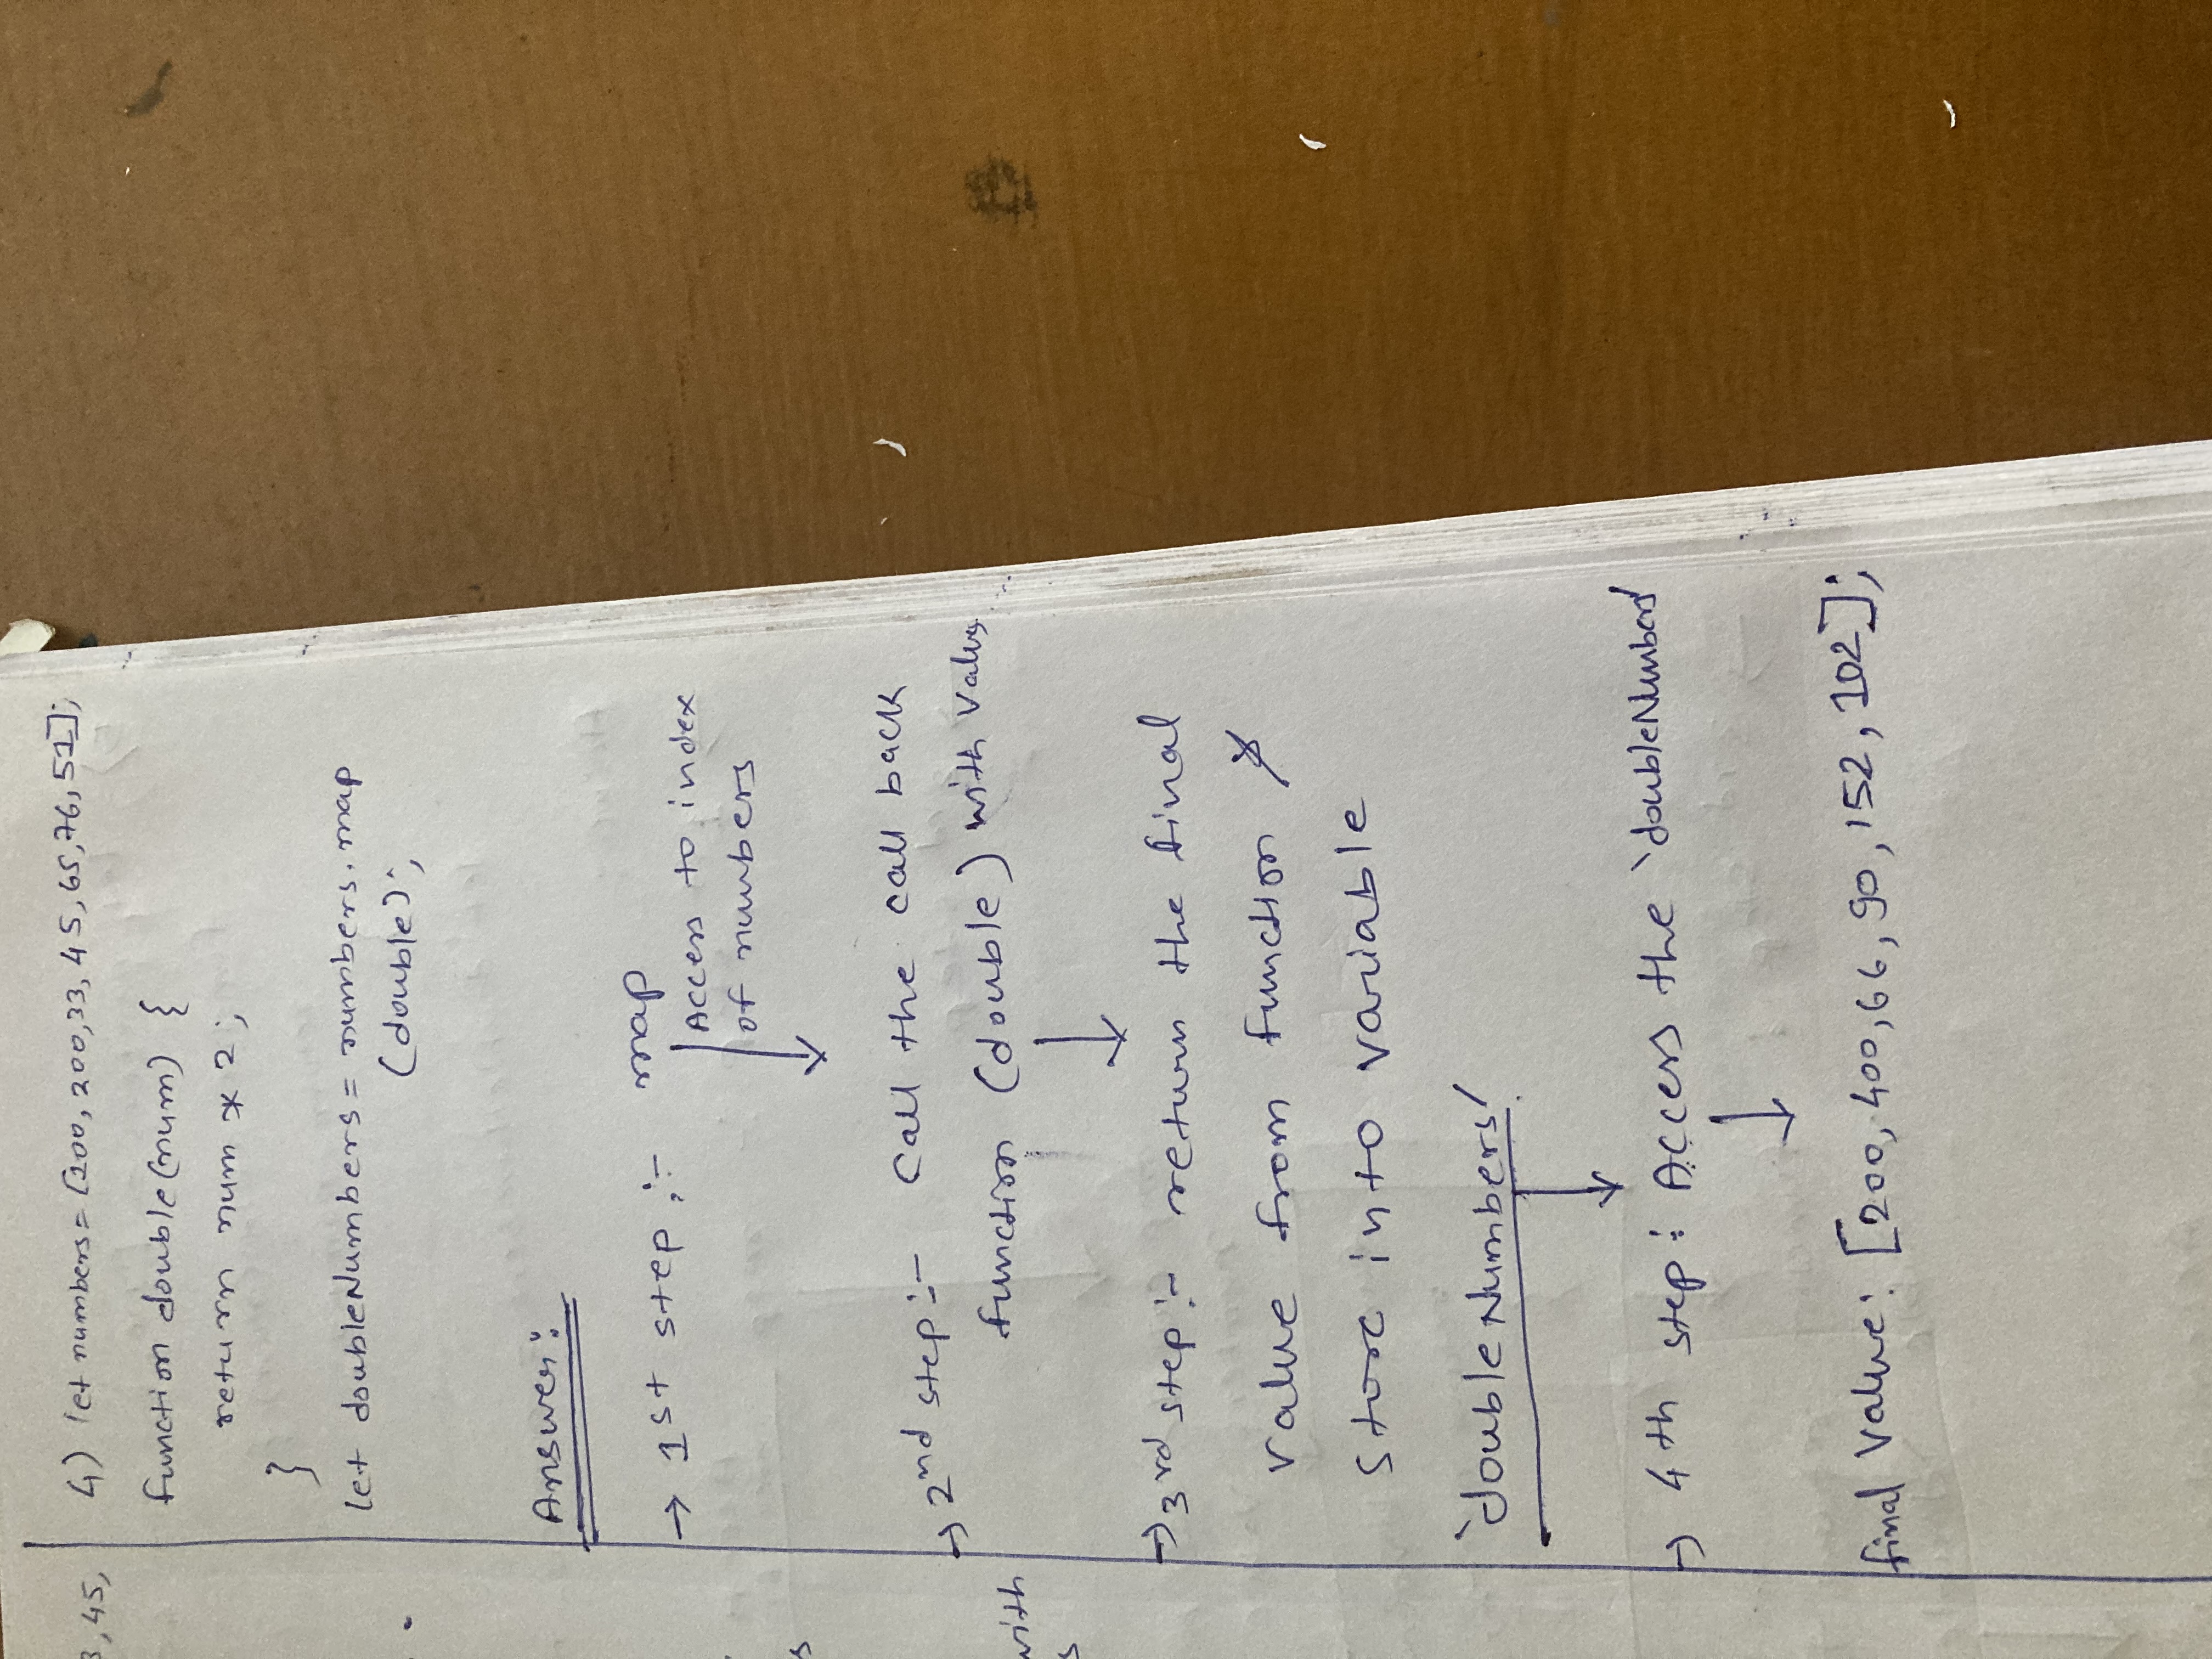 3, 45,
with
s
4) let numbers = [100, 200, 33, 45, 65, 76, 51];
function double(num) {
return num * 2;
}
let doubleNumbers = numbers. map
(double);
Answer:
→ 1st step :- map
Access to index
of numbers
→ 2nd step :- Call the call back
function (double) with Value
→ 3rd step :- return the final
value from function &
store into variable
`doubleNumbers'
→ 4th step : Access the `doubleNumbers'
final Value: [200, 400, 66, 90, 152, 102];